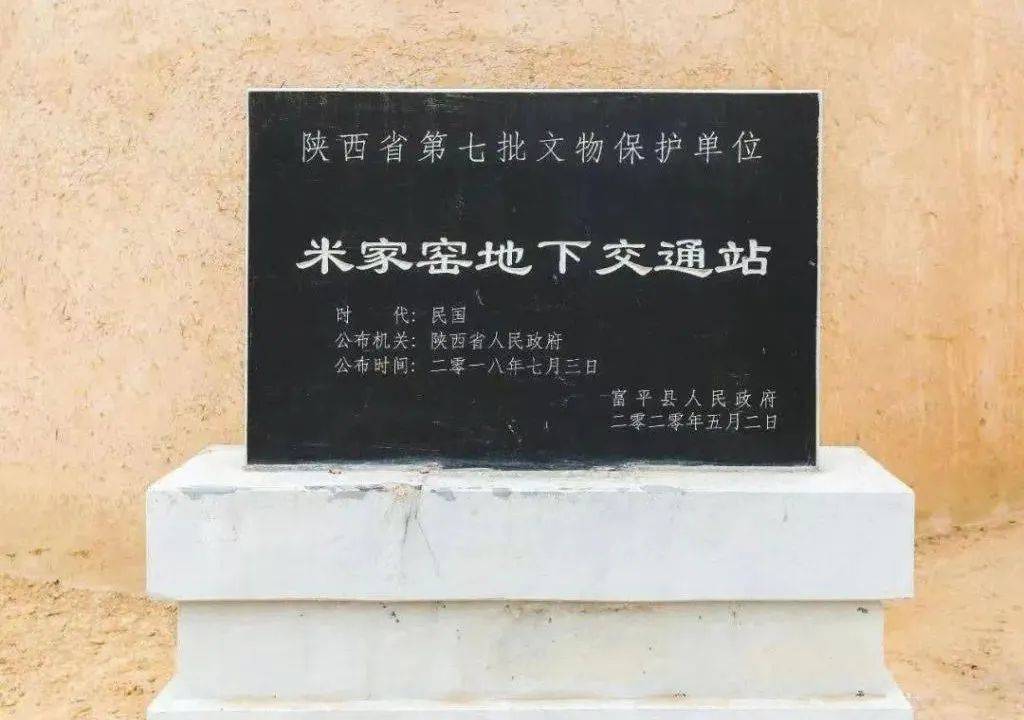 陕西省第七批文物保护单位
米家窑地下交通站
时　　代：民国
公布机关：陕西省人民政府
公布时间：二零一八年七月三日
富平县人民政府
二零二零年五月二日